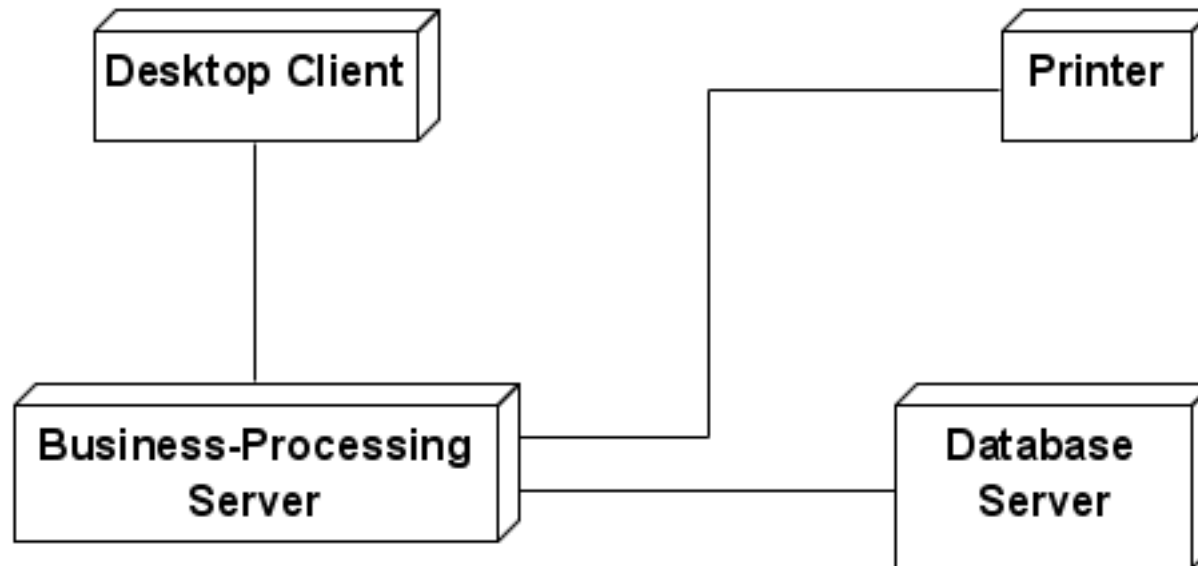 Desktop Client
Printer
Business-Processing
Server
Database
Server